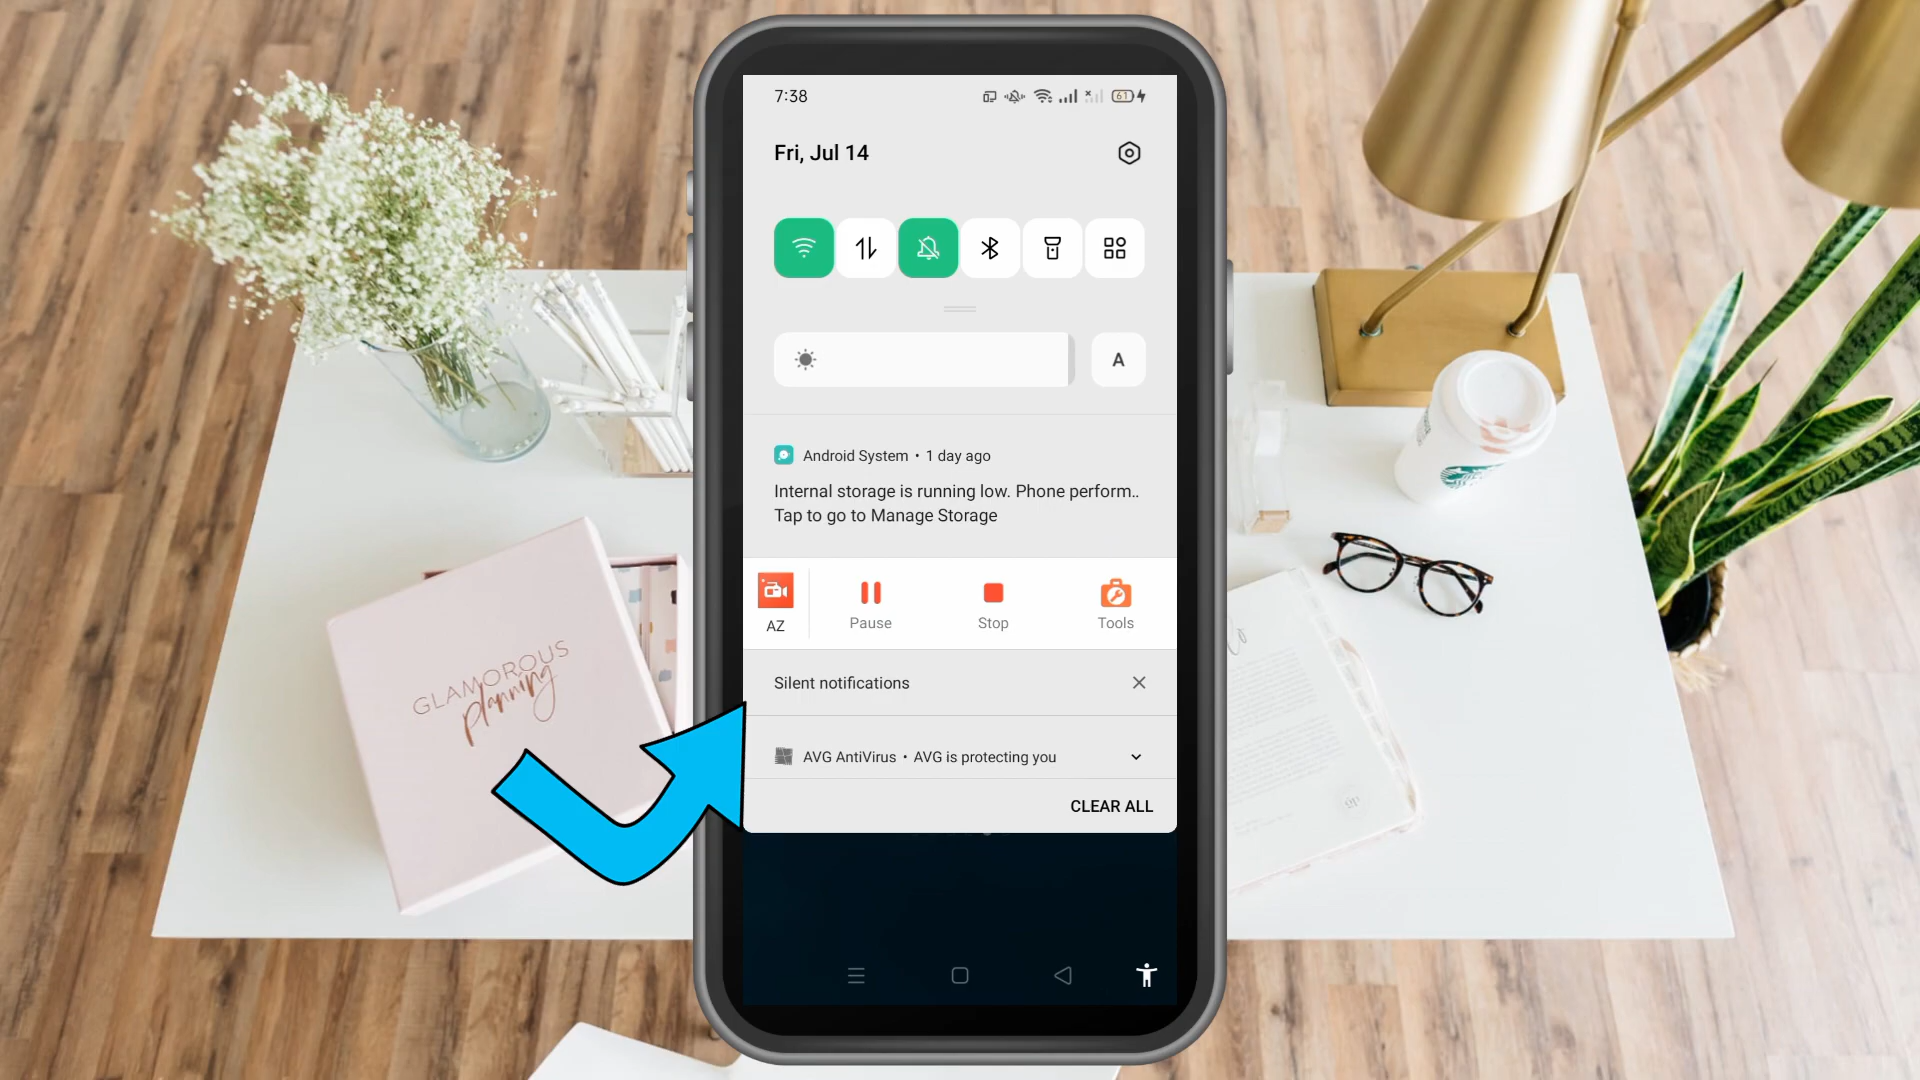 7:38
61
Fri, Jul 14
A
Android System • 1 day ago
Internal storage is running low. Phone perform..
Tap to go to Manage Storage
AZ
Pause
Stop
Tools
Silent notifications
AVG AntiVirus • AVG is protecting you
CLEAR ALL
GLAMOROUS
planning